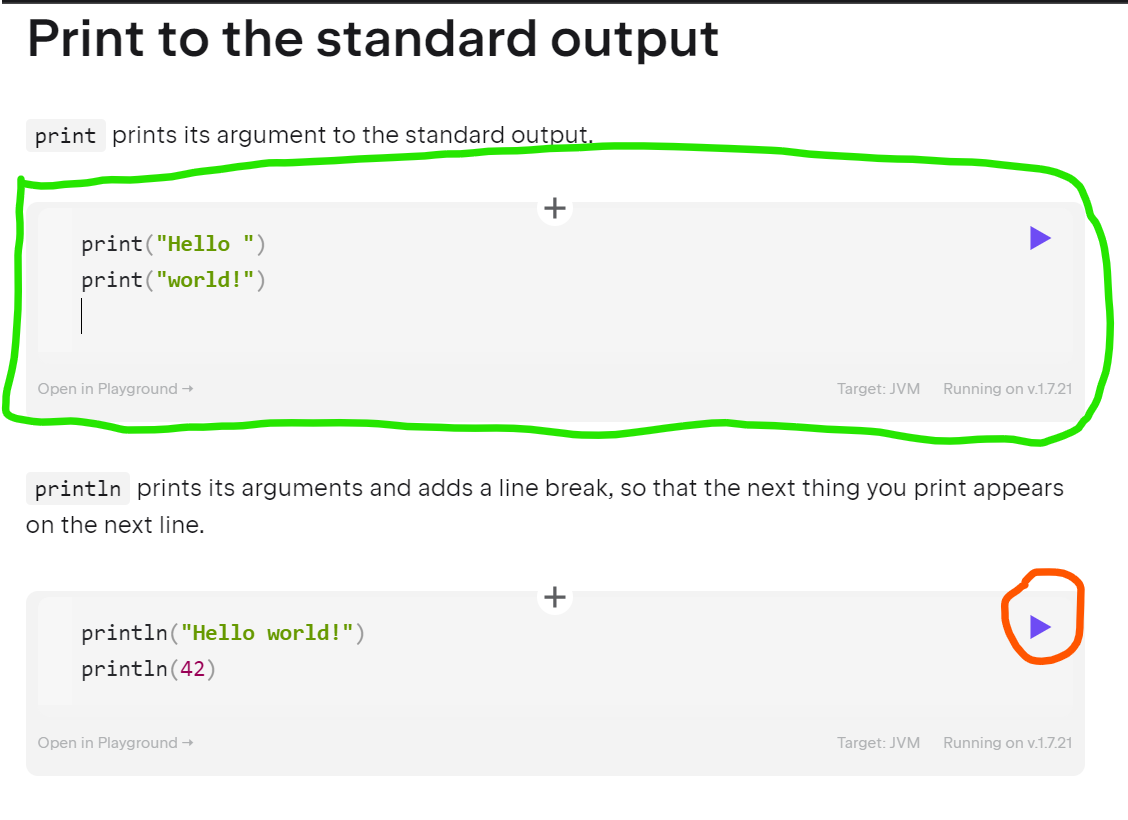 Print to the standard output
print prints its argument to the standard output.
print("Hello ")
print("world!")
Open in Playground → Target: JVM Running on v.1.7.21
println prints its arguments and adds a line break, so that the next thing you print appears
on the next line.
println("Hello world!")
println(42)
Open in Playground → Target: JVM Running on v.1.7.21